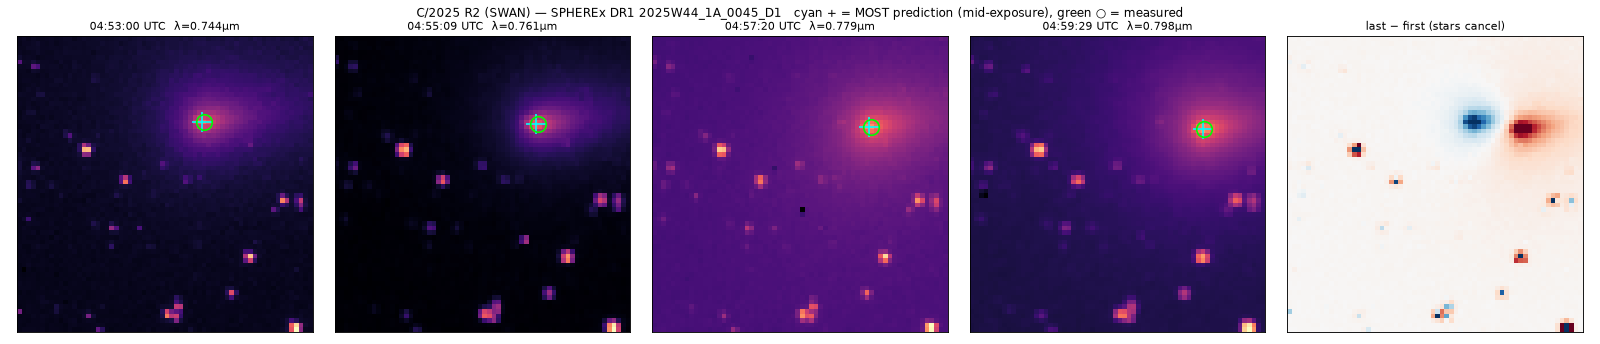 C/2025 R2 (SWAN) — SPHEREx DR1 2025W44_1A_0045_D1   cyan + = MOST prediction (mid-exposure), green ○ = measured
04:53:00 UTC  λ=0.744μm
04:55:09 UTC  λ=0.761μm
04:57:20 UTC  λ=0.779μm
04:59:29 UTC  λ=0.798μm
last − first (stars cancel)